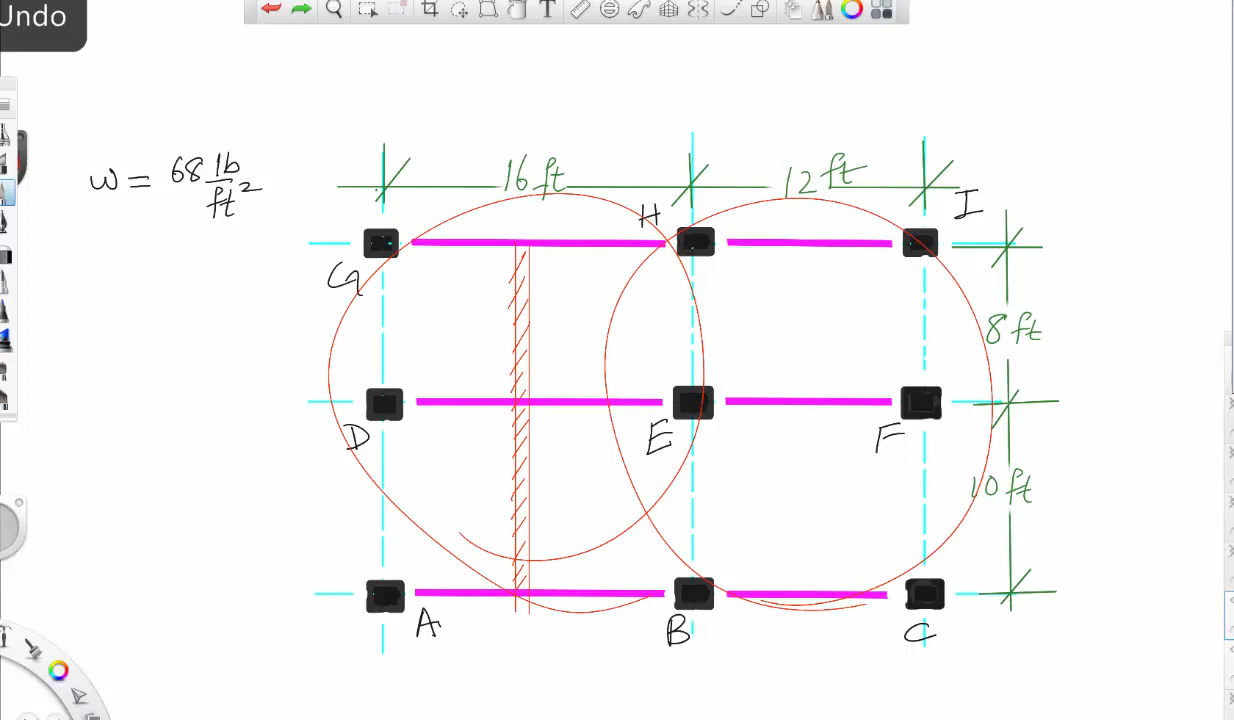 Undo
16 ft
12 ft
w = 68 lb/ft²
H
I
G
8 ft
D
E
F
10 ft
A
B
C